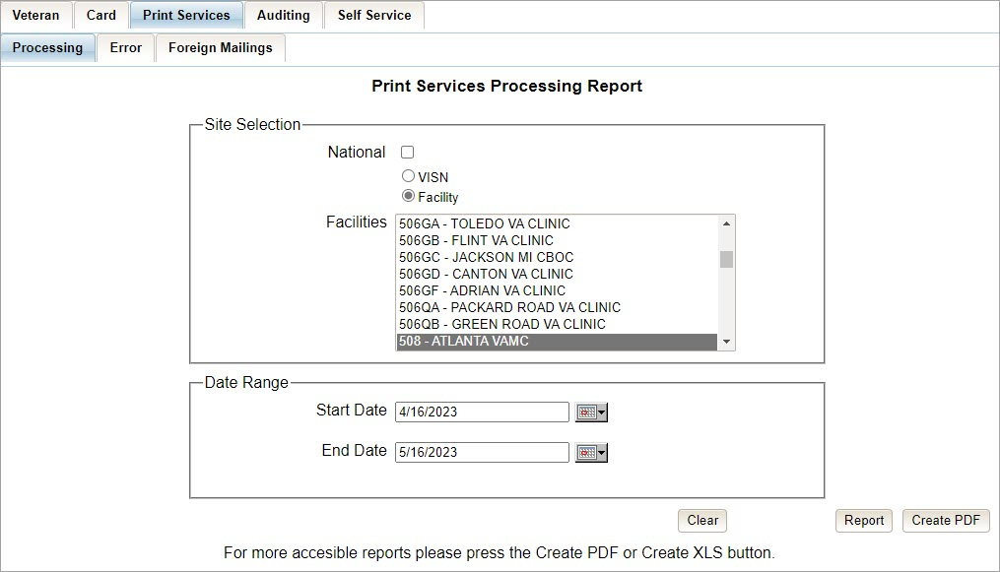 Veteran Card Print Services Auditing Self Service
Processing Error Foreign Mailings
Print Services Processing Report
Site Selection
National
VISN
Facility
Facilities
506GA - TOLEDO VA CLINIC
506GB - FLINT VA CLINIC
506GC - JACKSON MI CBOC
506GD - CANTON VA CLINIC
506GF - ADRIAN VA CLINIC
506QA - PACKARD ROAD VA CLINIC
506QB - GREEN ROAD VA CLINIC
508 - ATLANTA VAMC
Date Range
Start Date 4/16/2023
End Date 5/16/2023
Clear Report Create PDF
For more accesible reports please press the Create PDF or Create XLS button.